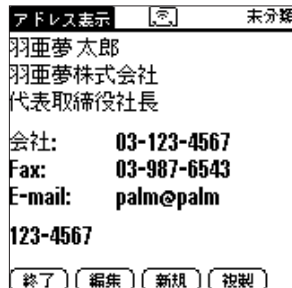 アドレス表示 未分類
羽亜夢 太郎
羽亜夢株式会社
代表取締役社長
会社: 03-123-4567
Fax: 03-987-6543
E-mail: palm@palm
123-4567
終了 編集 新規 複製